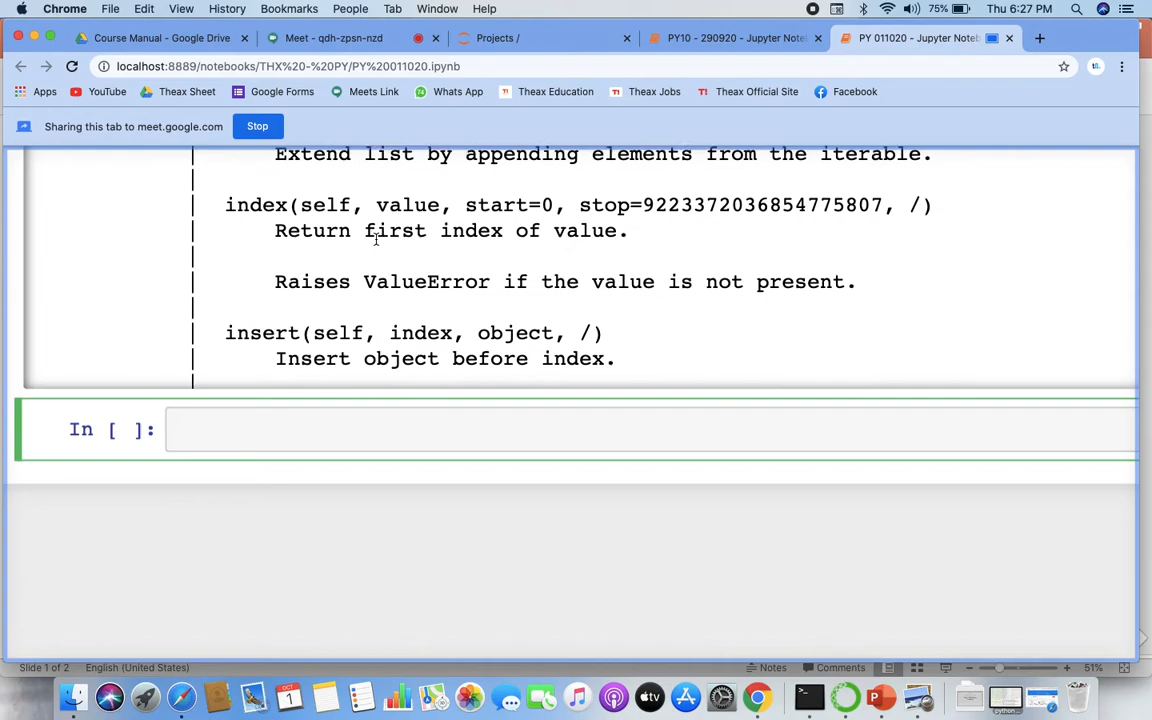 Chrome File Edit View History Bookmarks People Tab Window Help 75% Thu 6:27 PM
Course Manual - Google Drive Meet - qdh-zpsn-nzd Projects / PY10 - 290920 - Jupyter Note PY 011020 - Jupyter Notebook
localhost:8889/notebooks/THX%20-%20PY/PY%20011020.ipynb
Apps YouTube Theax Sheet Google Forms Meets Link Whats App Theax Education Theax Jobs Theax Official Site Facebook
Sharing this tab to meet.google.com Stop
Extend list by appending elements from the iterable.
index(self, value, start=0, stop=9223372036854775807, /)
Return first index of value.
Raises ValueError if the value is not present.
insert(self, index, object, /)
Insert object before index.
In [ ]:
Slide 1 of 2 English (United States) Notes Comments 51%